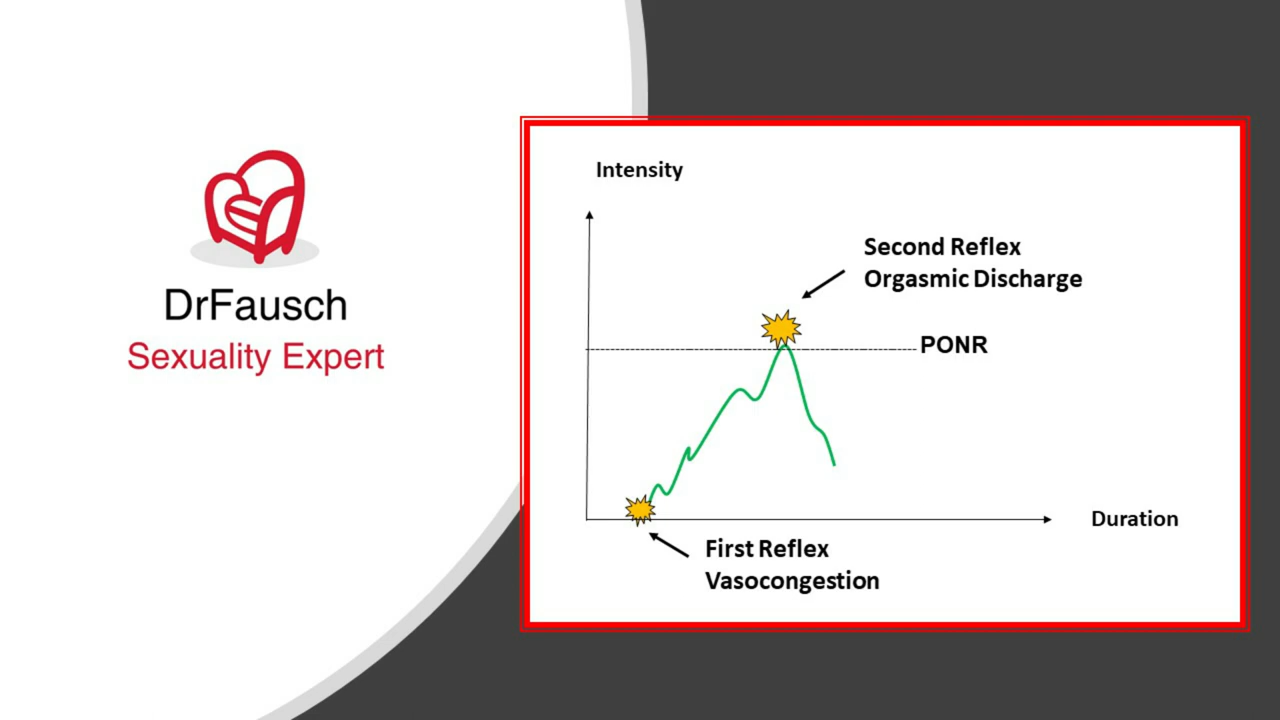 DrFausch
Sexuality Expert
Intensity
Second Reflex
Orgasmic Discharge
PONR
Duration
First Reflex
Vasocongestion